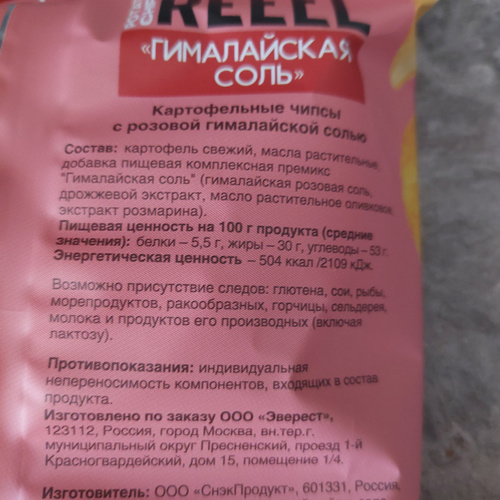 REEEL
«ГИМАЛАЙСКАЯ
СОЛЬ»
Картофельные чипсы
с розовой гималайской солью
Состав: картофель свежий, масла растительные,
добавка пищевая комплексная премикс
"Гималайская соль" (гималайская розовая соль,
дрожжевой экстракт, масло растительное оливковое,
экстракт розмарина).
Пищевая ценность на 100 г продукта (средние
значения): белки – 5,5 г, жиры – 30 г, углеводы – 53 г.
Энергетическая ценность – 504 ккал /2109 кДж.
Возможно присутствие следов: глютена, сои, рыбы,
морепродуктов, ракообразных, горчицы, сельдерея,
молока и продуктов его производных (включая
лактозу).
Противопоказания: индивидуальная
непереносимость компонентов, входящих в состав
продукта.
Изготовлено по заказу ООО «Эверест»,
123112, Россия, город Москва, вн.тер.г.
муниципальный округ Пресненский, проезд 1-й
Красногвардейский, дом 15, помещение 1/4.
Изготовитель: ООО «СнэкПродукт», 601331, Россия,